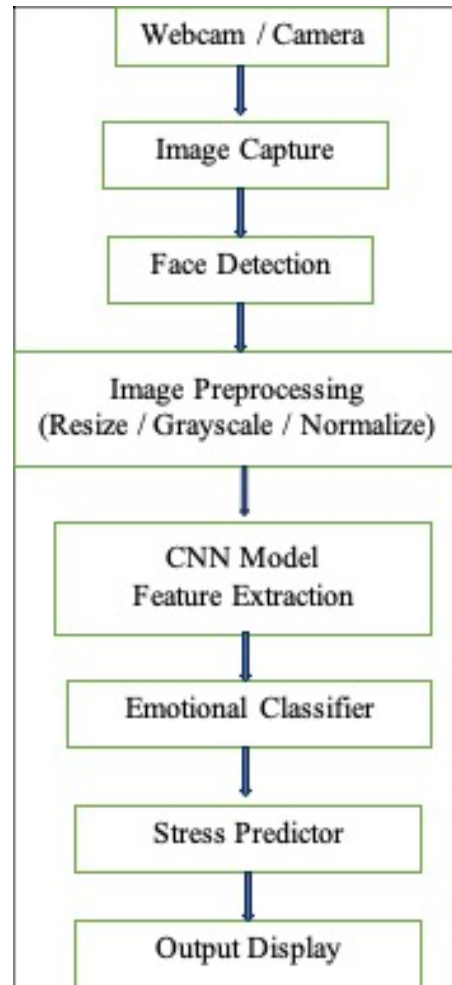 Webcam / Camera
Image Capture
Face Detection
Image Preprocessing
(Resize / Grayscale / Normalize)
CNN Model
Feature Extraction
Emotional Classifier
Stress Predictor
Output Display